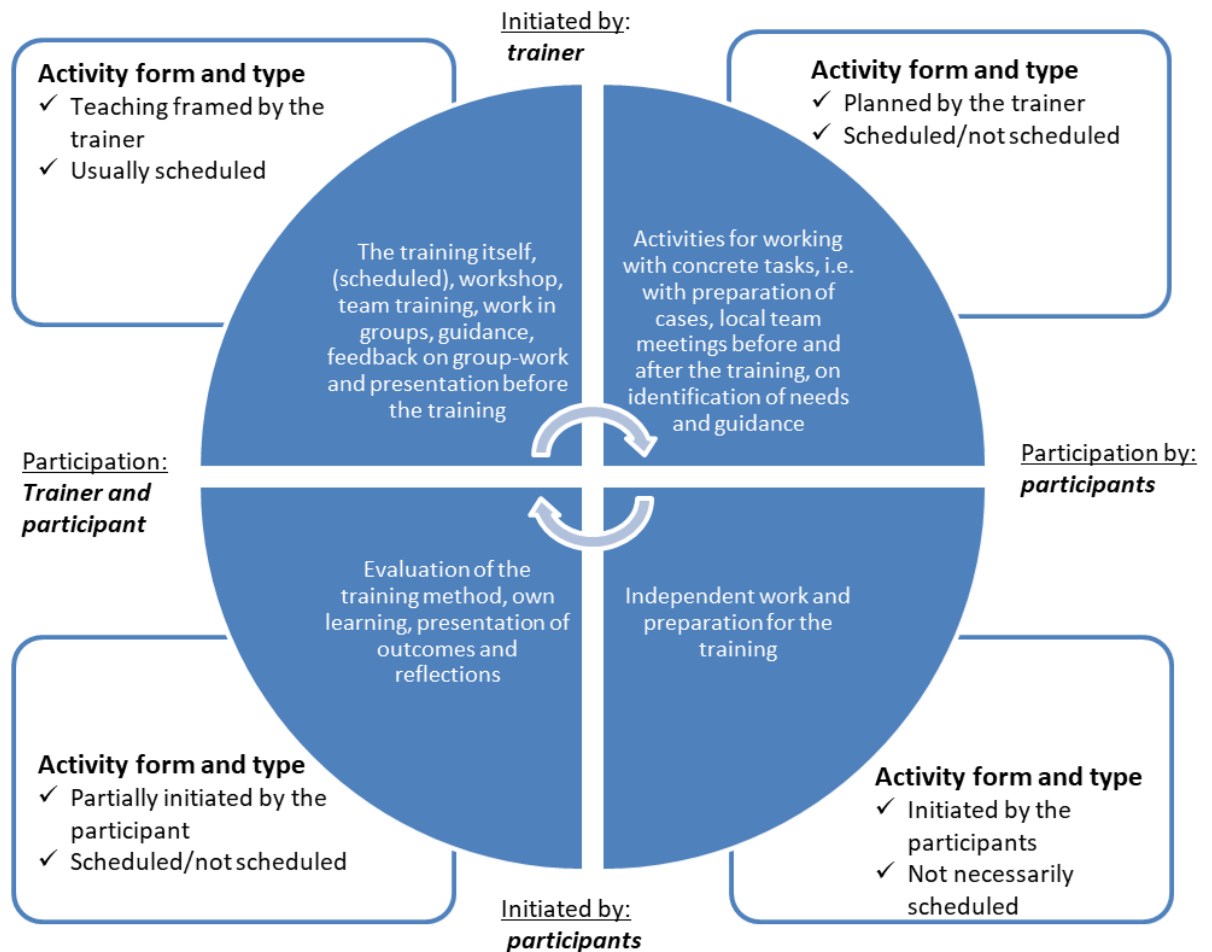 Initiated by:
trainer
Activity form and type
✓ Teaching framed by the
trainer
✓ Usually scheduled
Activity form and type
✓ Planned by the trainer
✓ Scheduled/not scheduled
The training itself,
(scheduled), workshop,
team training, work in
groups, guidance,
feedback on group-work
and presentation before
the training
Activities for working
with concrete tasks, i.e.
with preparation of
cases, local team
meetings before and
after the training, on
identification of needs
and guidance
Participation:
Trainer and
participant
Participation by:
participants
Evaluation of the
training method, own
learning, presentation of
outcomes and
reflections
Independent work and
preparation for the
training
Activity form and type
✓ Partially initiated by the
participant
✓ Scheduled/not scheduled
Activity form and type
✓ Initiated by the
participants
✓ Not necessarily
scheduled
Initiated by:
participants